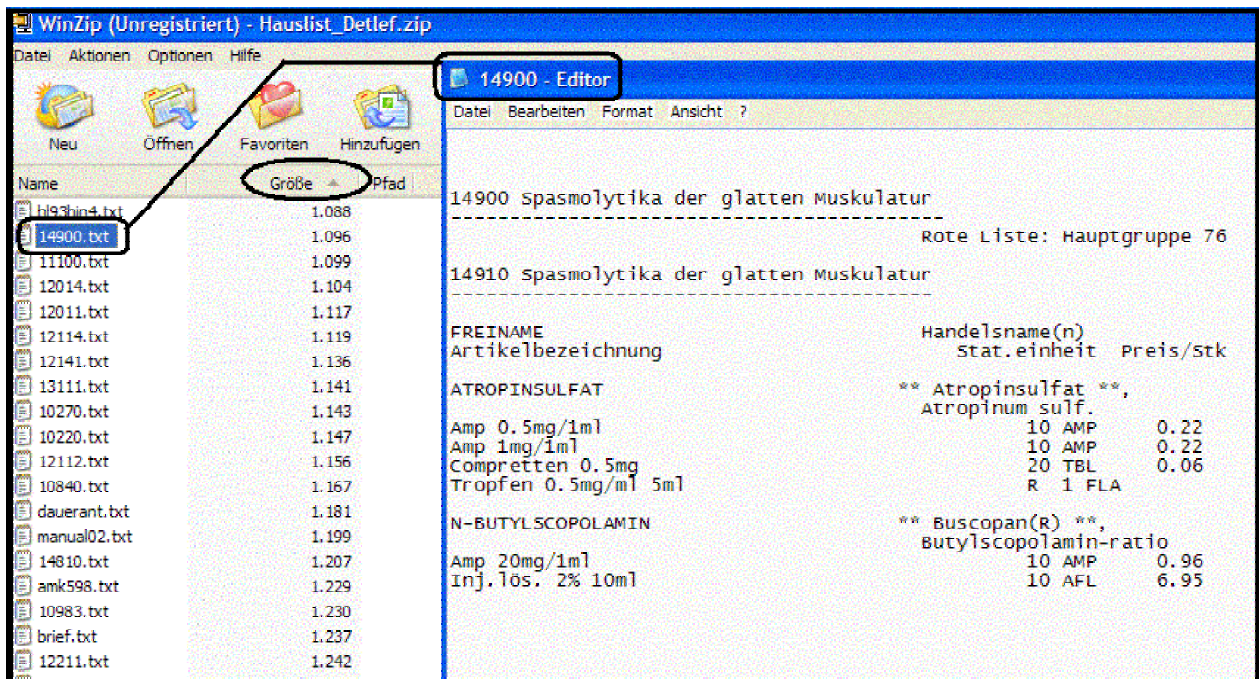 WinZip (Unregistriert) - Hauslist_Detlef.zip
Datei Aktionen Optionen Hilfe
Neu Öffnen Favoriten Hinzufügen
Name Größe Pfad
hl93hin4.txt 1.088
14900.txt 1.096
11100.txt 1.099
12014.txt 1.104
12011.txt 1.117
12114.txt 1.119
12141.txt 1.136
13111.txt 1.141
10270.txt 1.143
10220.txt 1.147
12112.txt 1.156
10840.txt 1.167
dauerant.txt 1.181
manual02.txt 1.199
14810.txt 1.207
amk598.txt 1.229
10983.txt 1.230
brief.txt 1.237
12211.txt 1.242
14900 - Editor
Datei Bearbeiten Format Ansicht ?
14900 Spasmolytika der glatten Muskulatur
-----------------------------------------
Rote Liste: Hauptgruppe 76
14910 Spasmolytika der glatten Muskulatur
-----------------------------------------
FREINAME Handelsname(n)
Artikelbezeichnung Stat.einheit Preis/Stk
ATROPINSULFAT ** Atropinsulfat **,
Atropinum sulf.
Amp 0.5mg/1ml 10 AMP 0.22
Amp 1mg/1ml 10 AMP 0.22
Compretten 0.5mg 20 TBL 0.06
Tropfen 0.5mg/ml 5ml R 1 FLA
N-BUTYLSCOPOLAMIN ** Buscopan(R) **,
Butylscopolamin-ratio
Amp 20mg/1ml 10 AMP 0.96
Inj.lös. 2% 10ml 10 AFL 6.95